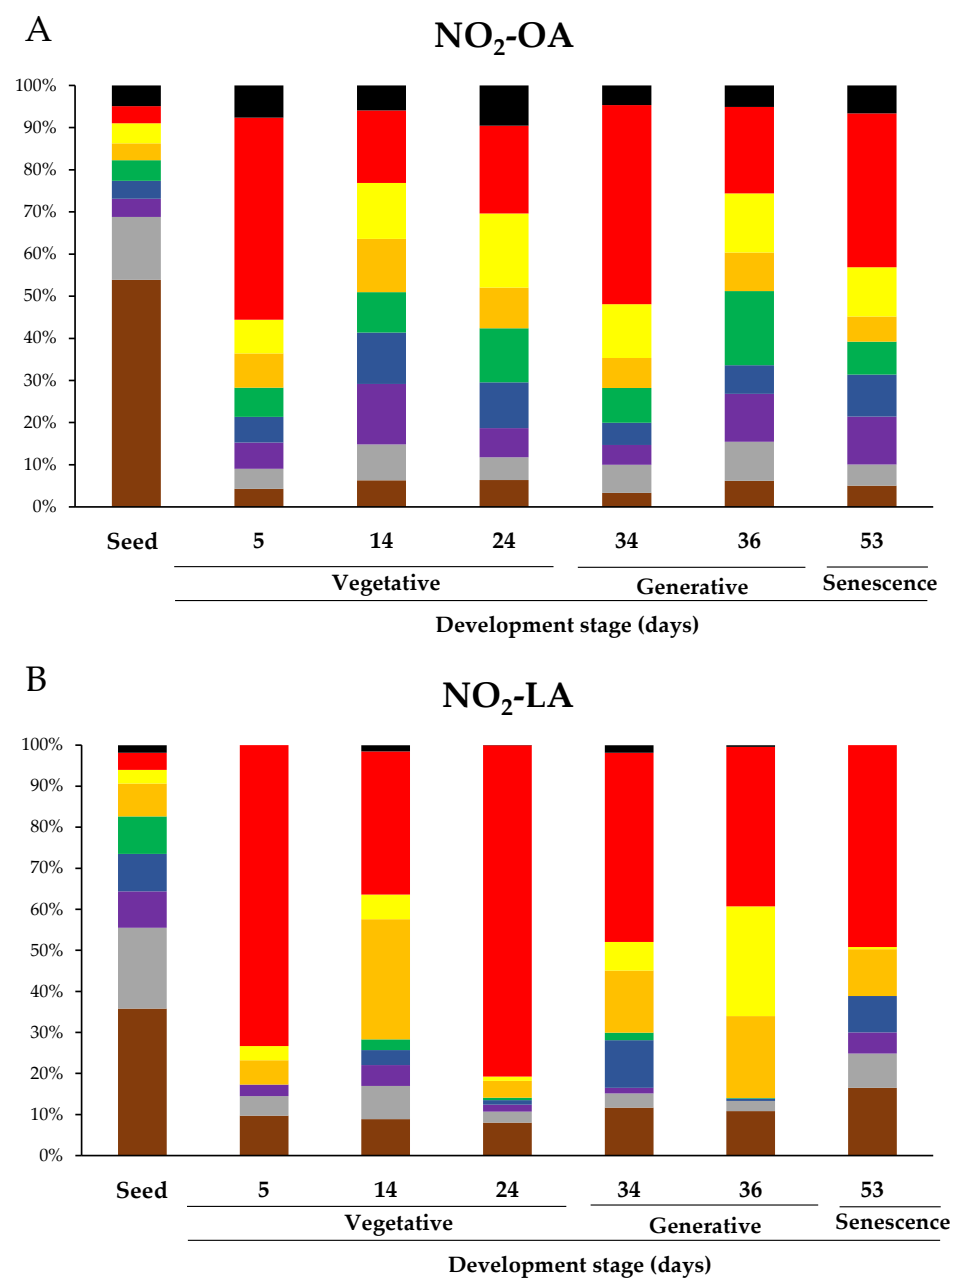 A
NO₂-OA
100%
90%
80%
70%
60%
50%
40%
30%
20%
10%
0%
Seed 5 14 24 34 36 53
Vegetative Generative Senescence
Development stage (days)
B
NO₂-LA
100%
90%
80%
70%
60%
50%
40%
30%
20%
10%
0%
Seed 5 14 24 34 36 53
Vegetative Generative Senescence
Development stage (days)